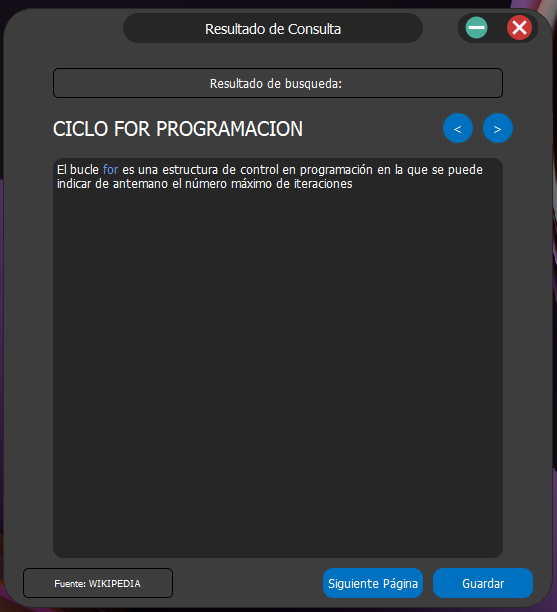 Resultado de Consulta
Resultado de busqueda:
CICLO FOR PROGRAMACION
< >
El bucle for es una estructura de control en programación en la que se puede
indicar de antemano el número máximo de iteraciones
Fuente: WIKIPEDIA
Siguiente Página
Guardar